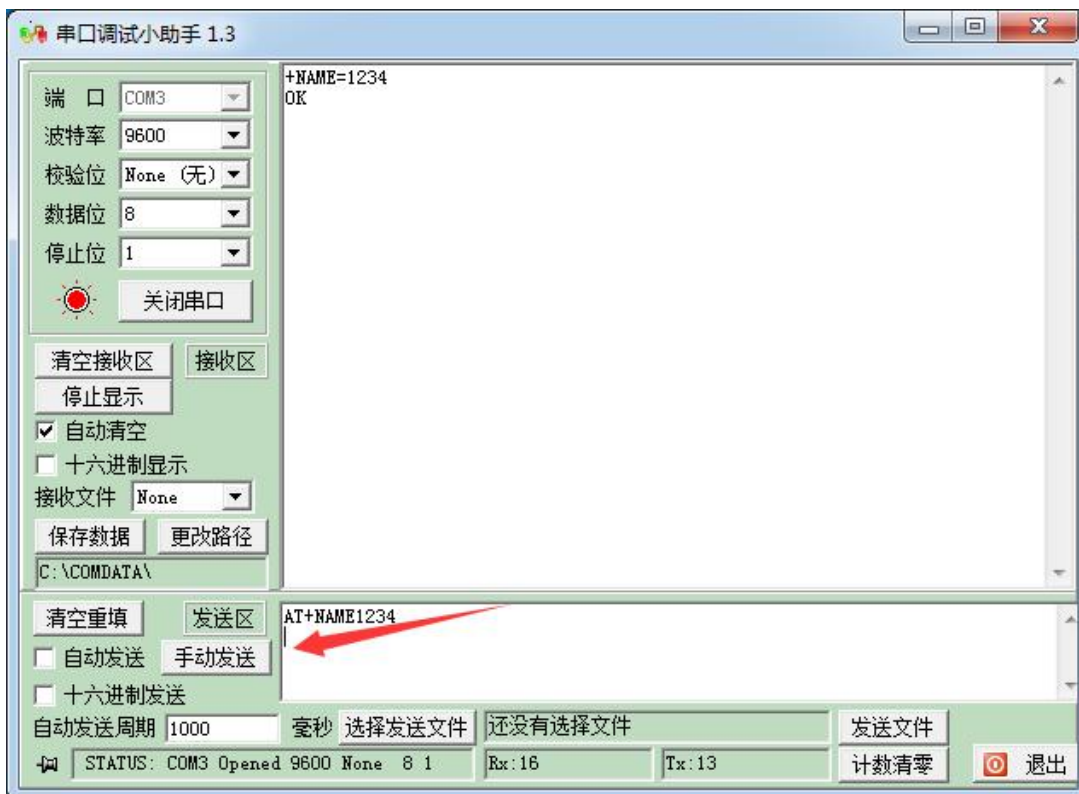 串口调试小助手 1.3
端 口 COM3
波特率 9600
校验位 None (无)
数据位 8
停止位 1
关闭串口
清空接收区 接收区
停止显示
自动清空
十六进制显示
接收文件 None
保存数据 更改路径
C:\COMDATA\
+NAME=1234
OK
清空重填 发送区
自动发送 手动发送
十六进制发送
AT+NAME1234
自动发送周期 1000 毫秒 选择发送文件 还没有选择文件 发送文件
STATUS: COM3 Opened 9600 None 8 1 Rx:16 Tx:13 计数清零 退出